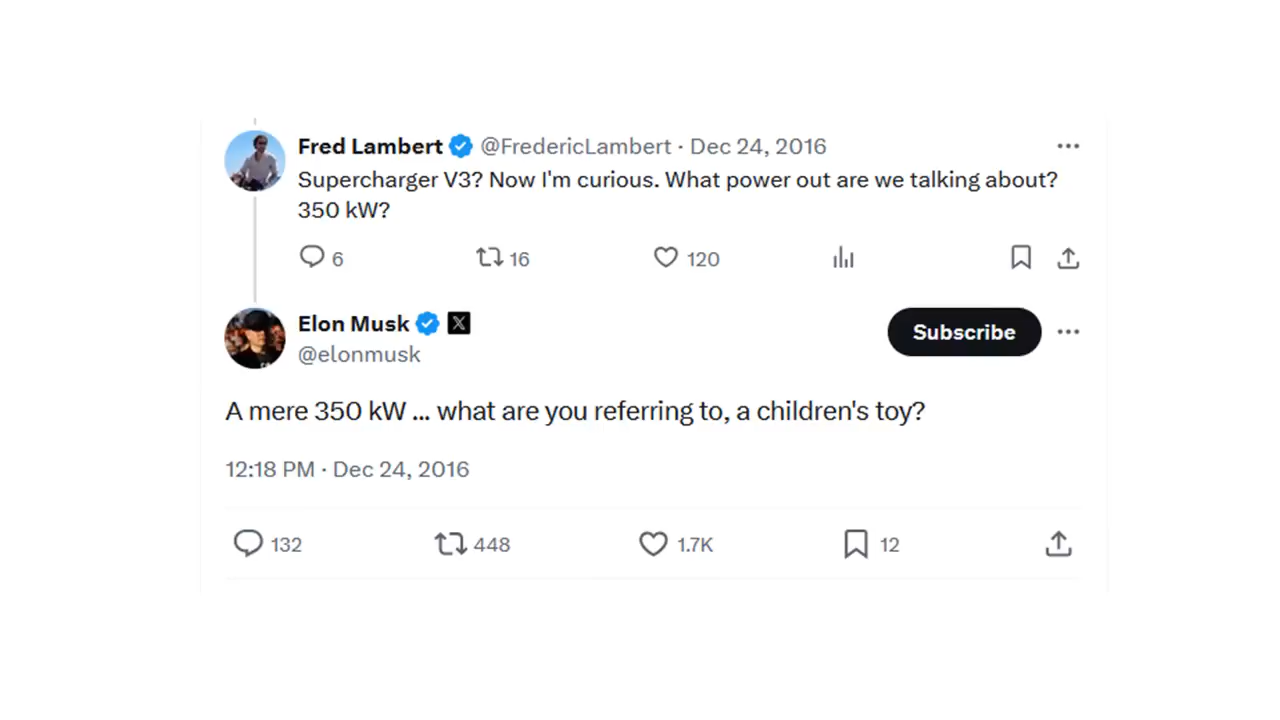 Fred Lambert @FredericLambert · Dec 24, 2016
Supercharger V3? Now I'm curious. What power out are we talking about?
350 kW?
6 16 120
Elon Musk
Subscribe
@elonmusk
A mere 350 kW ... what are you referring to, a children's toy?
12:18 PM · Dec 24, 2016
132 448 1.7K 12